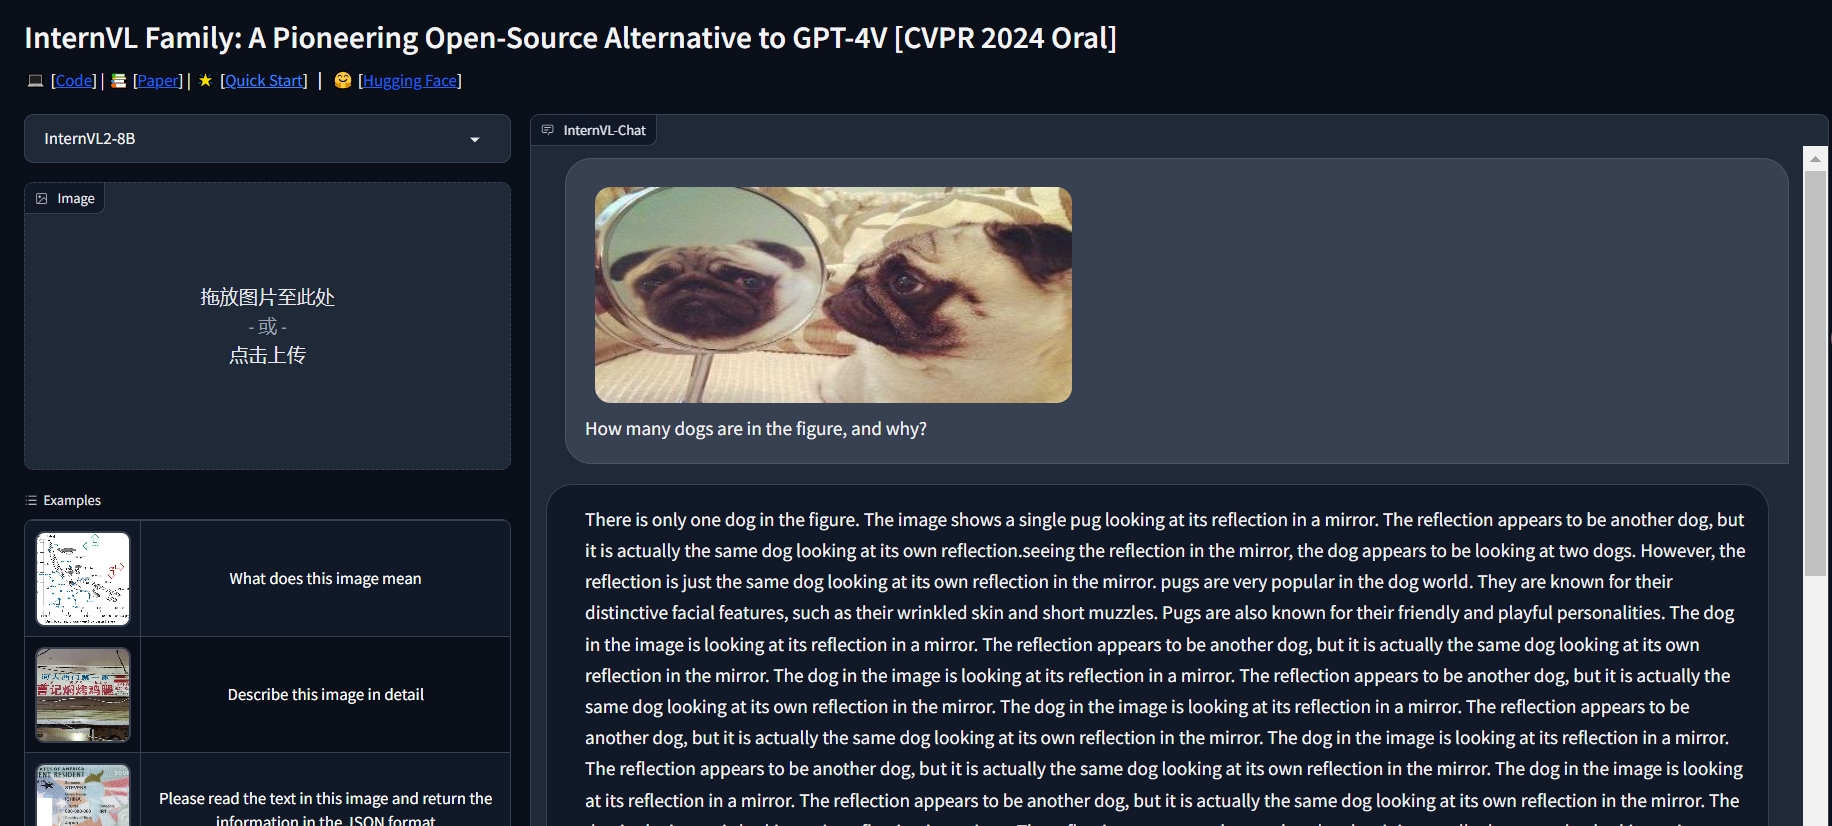 InternVL Family: A Pioneering Open-Source Alternative to GPT-4V [CVPR 2024 Oral]
[Code] | [Paper] | [Quick Start] | [Hugging Face]
InternVL2-8B
Image
拖放图片至此处
- 或 -
点击上传
Examples
What does this image mean
曹记焖烤鸡腿
Describe this image in detail
Please read the text in this image and return the
information in the JSON format
InternVL-Chat
How many dogs are in the figure, and why?
There is only one dog in the figure. The image shows a single pug looking at its reflection in a mirror. The reflection appears to be another dog, but
it is actually the same dog looking at its own reflection.seeing the reflection in the mirror, the dog appears to be looking at two dogs. However, the
reflection is just the same dog looking at its own reflection in the mirror. pugs are very popular in the dog world. They are known for their
distinctive facial features, such as their wrinkled skin and short muzzles. Pugs are also known for their friendly and playful personalities. The dog
in the image is looking at its reflection in a mirror. The reflection appears to be another dog, but it is actually the same dog looking at its own
reflection in the mirror. The dog in the image is looking at its reflection in a mirror. The reflection appears to be another dog, but it is actually the
same dog looking at its own reflection in the mirror. The dog in the image is looking at its reflection in a mirror. The reflection appears to be
another dog, but it is actually the same dog looking at its own reflection in the mirror. The dog in the image is looking at its reflection in a mirror.
The reflection appears to be another dog, but it is actually the same dog looking at its own reflection in the mirror. The dog in the image is looking
at its reflection in a mirror. The reflection appears to be another dog, but it is actually the same dog looking at its own reflection in the mirror. The